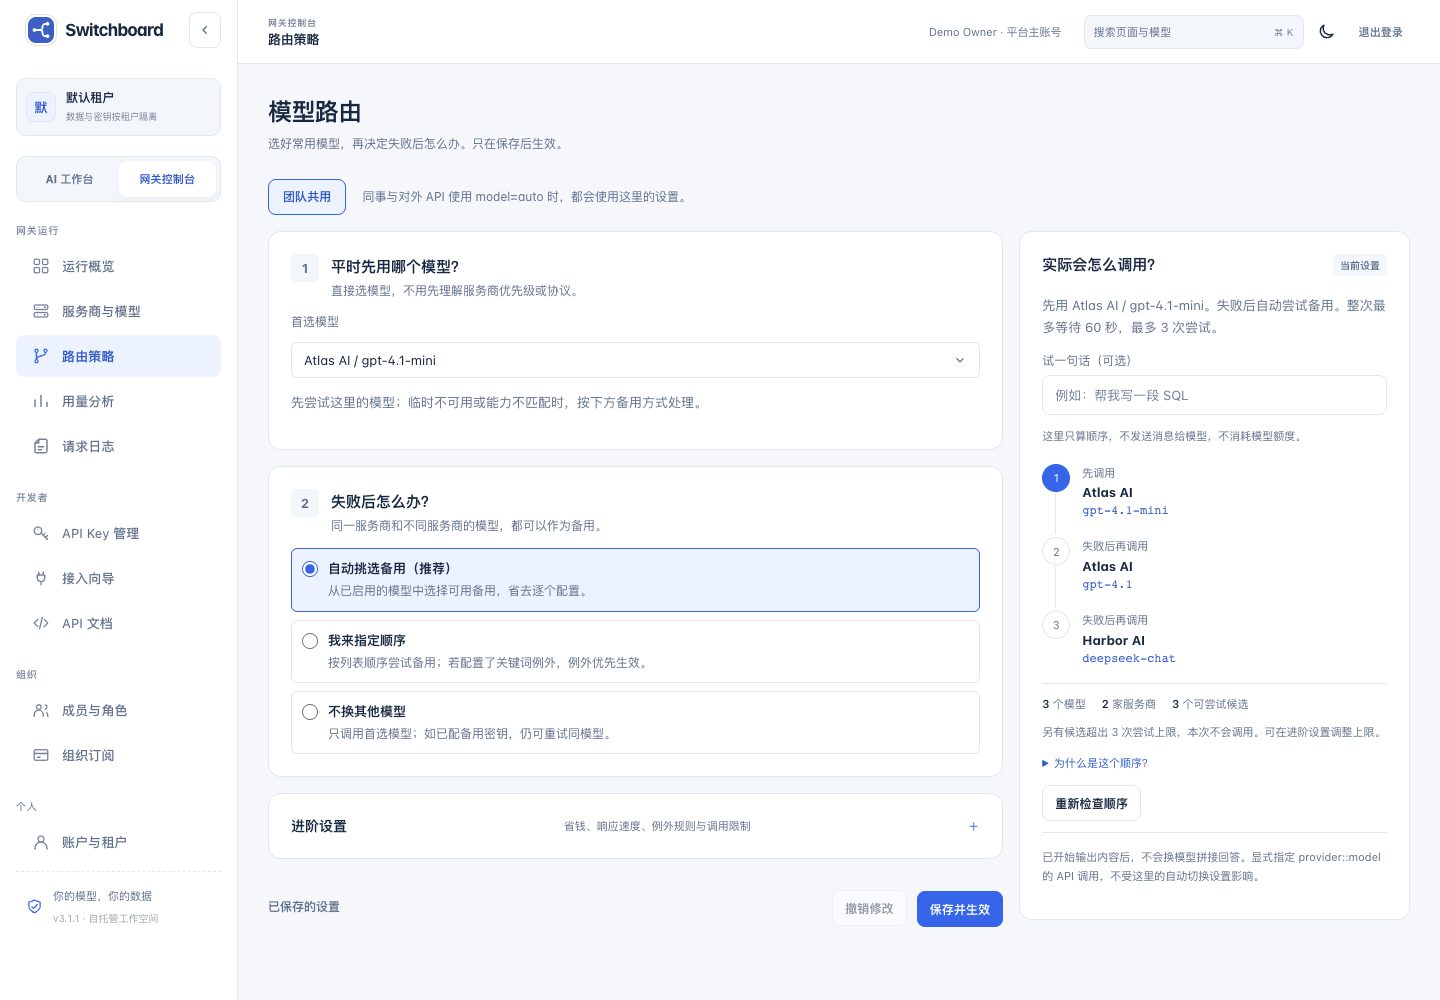 Switchboard
默
默认租户
数据与密钥按租户隔离
AI 工作台
网关控制台
网关运行
运行概览
服务商与模型
路由策略
用量分析
请求日志
开发者
API Key 管理
接入向导
API 文档
组织
成员与角色
组织订阅
个人
账户与租户
你的模型，你的数据
v3.1.1 · 自托管工作空间
网关控制台
路由策略
Demo Owner · 平台主账号
搜索页面与模型
⌘ K
退出登录
模型路由
选好常用模型，再决定失败后怎么办。只在保存后生效。
团队共用
同事与对外 API 使用 model=auto 时，都会使用这里的设置。
1
平时先用哪个模型?
直接选模型，不用先理解服务商优先级或协议。
首选模型
Atlas AI / gpt-4.1-mini
先尝试这里的模型；临时不可用或能力不匹配时，按下方备用方式处理。
2
失败后怎么办?
同一服务商和不同服务商的模型，都可以作为备用。
自动挑选备用（推荐）
从已启用的模型中选择可用备用，省去逐个配置。
我来指定顺序
按列表顺序尝试备用；若配置了关键词例外，例外优先生效。
不换其他模型
只调用首选模型；如已配备用密钥，仍可重试同模型。
进阶设置
省钱、响应速度、例外规则与调用限制
+
已保存的设置
撤销修改
保存并生效
实际会怎么调用?
当前设置
先用 Atlas AI / gpt-4.1-mini。失败后自动尝试备用。整次最
多等待 60 秒，最多 3 次尝试。
试一句话（可选）
例如：帮我写一段 SQL
这里只算顺序，不发送消息给模型，不消耗模型额度。
1
先调用
Atlas AI
gpt-4.1-mini
2
失败后再调用
Atlas AI
gpt-4.1
3
失败后再调用
Harbor AI
deepseek-chat
3 个模型
2 家服务商
3 个可尝试候选
另有候选超出 3 次尝试上限，本次不会调用。可在进阶设置调整上限。
为什么是这个顺序?
重新检查顺序
已开始输出内容后，不会换模型拼接回答。显式指定 provider::model
的 API 调用，不受这里的自动切换设置影响。